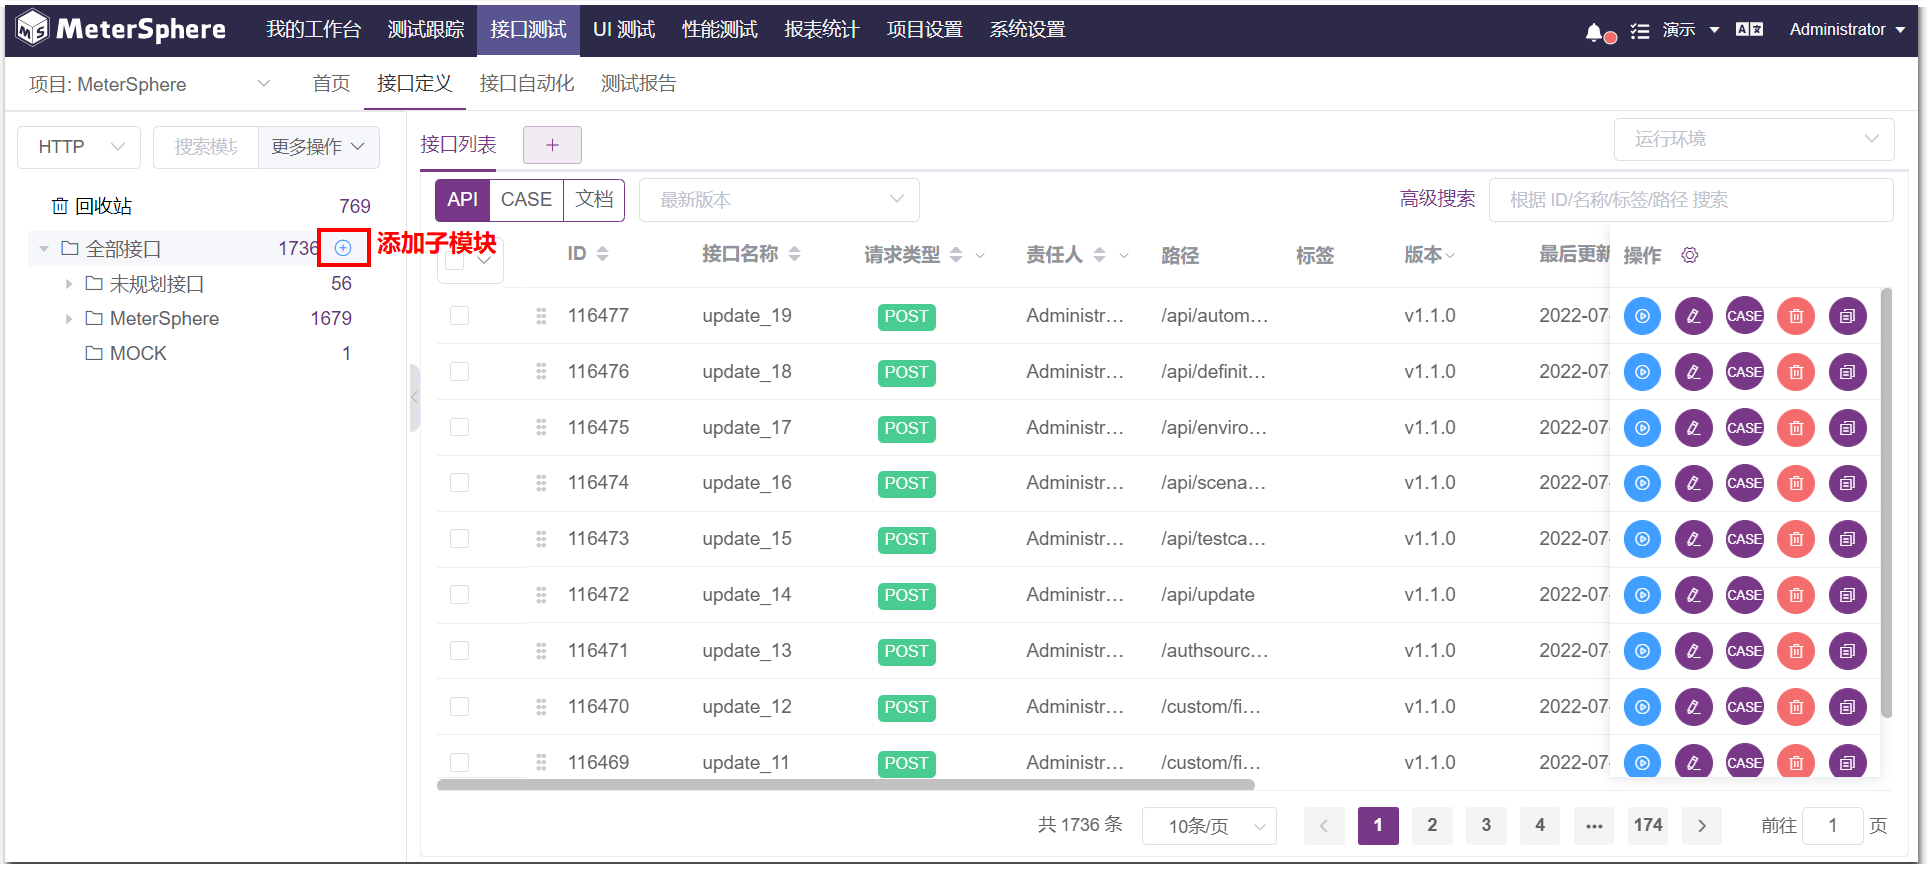 MeterSphere 我的工作台 测试跟踪 接口测试 UI 测试 性能测试 报表统计 项目设置 系统设置 演示 Administrator
项目: MeterSphere 首页 接口定义 接口自动化 测试报告
HTTP 搜索模块 更多操作 接口列表 + 运行环境
API CASE 文档 最新版本 高级搜索 根据 ID/名称/标签/路径 搜索
回收站 769
全部接口 1736 添加子模块
未规划接口 56
MeterSphere 1679
MOCK 1
ID 接口名称 请求类型 责任人 路径 标签 版本 最后更新 操作
116477 update_19 POST Administr... /api/autom... v1.1.0 2022-07 CASE
116476 update_18 POST Administr... /api/definit... v1.1.0 2022-07 CASE
116475 update_17 POST Administr... /api/enviro... v1.1.0 2022-07 CASE
116474 update_16 POST Administr... /api/scena... v1.1.0 2022-07 CASE
116473 update_15 POST Administr... /api/testca... v1.1.0 2022-07 CASE
116472 update_14 POST Administr... /api/update v1.1.0 2022-07 CASE
116471 update_13 POST Administr... /authsourc... v1.1.0 2022-07 CASE
116470 update_12 POST Administr... /custom/fi... v1.1.0 2022-07 CASE
116469 update_11 POST Administr... /custom/fi... v1.1.0 2022-07 CASE
共 1736 条 10条/页 1 2 3 4 ... 174 前往 1 页